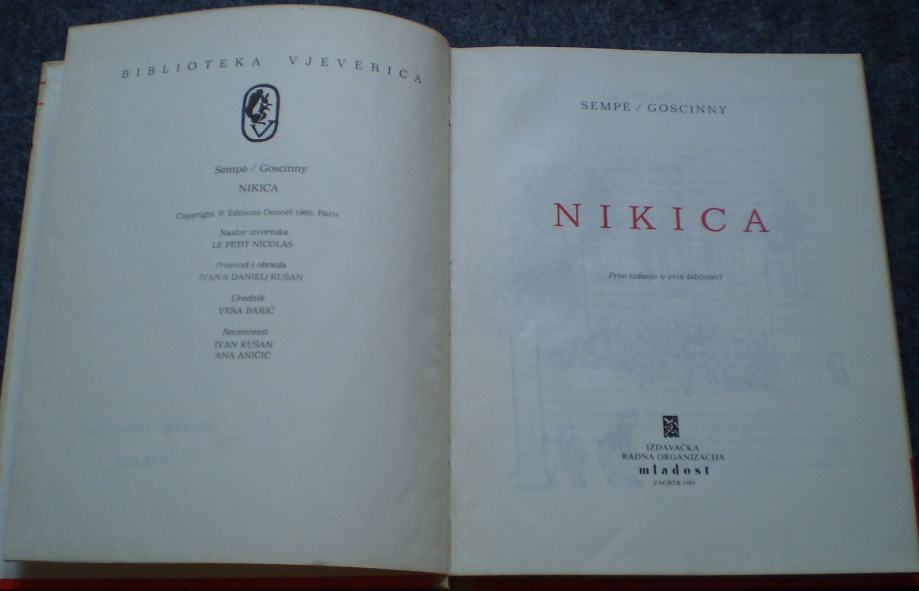 BIBLIOTEKA VJEVERICA
V
Sempé / Goscinny
NIKICA
Copyright © Éditions Denoël 1960, Paris
Naslov izvornika
LE PETIT NICOLAS
Prijevod i obrada
IVAN (i DANIEL) KUŠAN
Urednik
VERA BARIĆ
Recenzenti
IVAN KUŠAN
ANA ANIČIĆ
SEMPÉ / GOSCINNY
NIKICA
Prvo izdanje u ovoj biblioteci
IZDAVAČKA
RADNA ORGANIZACIJA
mladost
ZAGREB